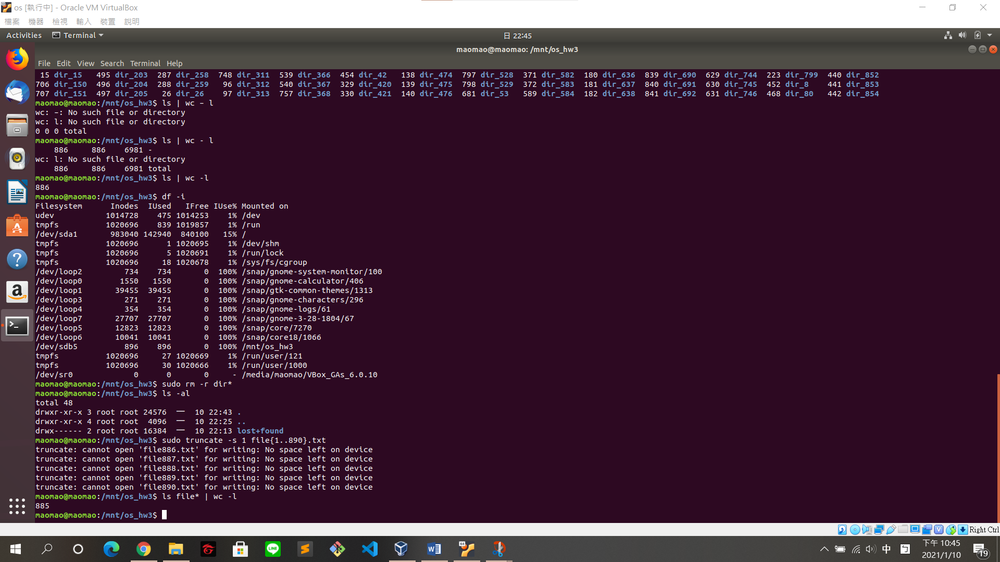 os [執行中] - Oracle VM VirtualBox
檔案 機器 檢視 輸入 裝置 說明
Activities Terminal 日 22:45
maomao@maomao: /mnt/os_hw3
File Edit View Search Terminal Help
 15 dir_15   495 dir_203  287 dir_258  748 dir_311  539 dir_366  454 dir_42   138 dir_474  797 dir_528  371 dir_582  180 dir_636  839 dir_690  629 dir_744  223 dir_799  440 dir_852
706 dir_150  496 dir_204  288 dir_259   96 dir_312  540 dir_367  329 dir_420  139 dir_475  798 dir_529  372 dir_583  181 dir_637  840 dir_691  630 dir_745  452 dir_8    441 dir_853
707 dir_151  497 dir_205   26 dir_26    97 dir_313  757 dir_368  330 dir_421  140 dir_476  681 dir_53   589 dir_584  182 dir_638  841 dir_692  631 dir_746  468 dir_80   442 dir_854
maomao@maomao:/mnt/os_hw3$ ls | wc – l
wc: –: No such file or directory
wc: l: No such file or directory
0 0 0 total
maomao@maomao:/mnt/os_hw3$ ls | wc - l
    886     886    6981 -
wc: l: No such file or directory
    886     886    6981 total
maomao@maomao:/mnt/os_hw3$ ls | wc -l
886
maomao@maomao:/mnt/os_hw3$ df -i
Filesystem      Inodes  IUsed   IFree IUse% Mounted on
udev           1014728    475 1014253    1% /dev
tmpfs          1020696    839 1019857    1% /run
/dev/sda1       983040 142940  840100   15% /
tmpfs          1020696      1 1020695    1% /dev/shm
tmpfs          1020696      5 1020691    1% /run/lock
tmpfs          1020696     18 1020678    1% /sys/fs/cgroup
/dev/loop2         734    734       0  100% /snap/gnome-system-monitor/100
/dev/loop0        1550   1550       0  100% /snap/gnome-calculator/406
/dev/loop1       39455  39455       0  100% /snap/gtk-common-themes/1313
/dev/loop3         271    271       0  100% /snap/gnome-characters/296
/dev/loop4         354    354       0  100% /snap/gnome-logs/61
/dev/loop7       27707  27707       0  100% /snap/gnome-3-28-1804/67
/dev/loop5       12823  12823       0  100% /snap/core/7270
/dev/loop6       10041  10041       0  100% /snap/core18/1066
/dev/sdb5          896    896       0  100% /mnt/os_hw3
tmpfs          1020696     27 1020669    1% /run/user/121
tmpfs          1020696     30 1020666    1% /run/user/1000
/dev/sr0             0      0       0     - /media/maomao/VBox_GAs_6.0.10
maomao@maomao:/mnt/os_hw3$ sudo rm -r dir*
maomao@maomao:/mnt/os_hw3$ ls -al
total 48
drwxr-xr-x 3 root root 24576  一  10 22:43 .
drwxr-xr-x 4 root root  4096  一  10 22:25 ..
drwx------ 2 root root 16384  一  10 22:13 lost+found
maomao@maomao:/mnt/os_hw3$ sudo truncate -s 1 file{1..890}.txt
truncate: cannot open 'file886.txt' for writing: No space left on device
truncate: cannot open 'file887.txt' for writing: No space left on device
truncate: cannot open 'file888.txt' for writing: No space left on device
truncate: cannot open 'file889.txt' for writing: No space left on device
truncate: cannot open 'file890.txt' for writing: No space left on device
maomao@maomao:/mnt/os_hw3$ ls file* | wc -l
885
maomao@maomao:/mnt/os_hw3$
Right Ctrl
中 下午 10:45
2021/1/10
19